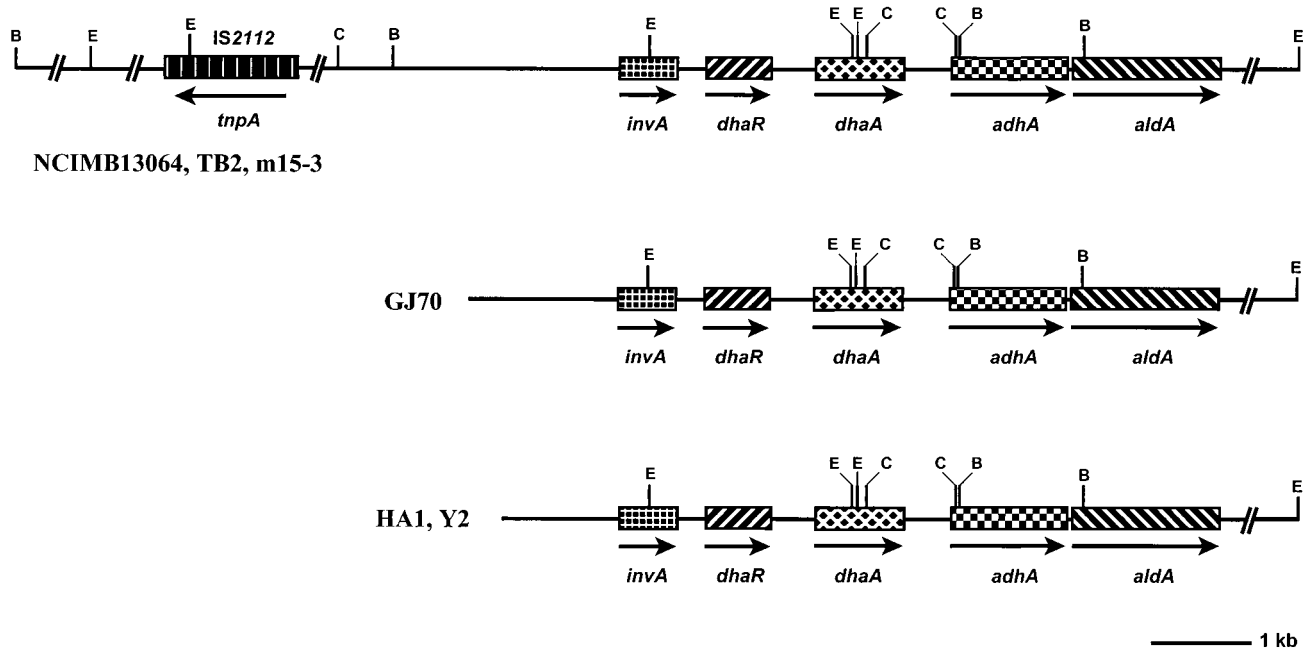 B E E IS2112 C B E E E C C B B E
tnpA invA dhaR dhaA adhA aldA
NCIMB13064, TB2, m15-3
E E E C C B B E
GJ70
invA dhaR dhaA adhA aldA
E E E C C B B E
HA1, Y2
invA dhaR dhaA adhA aldA
1 kb